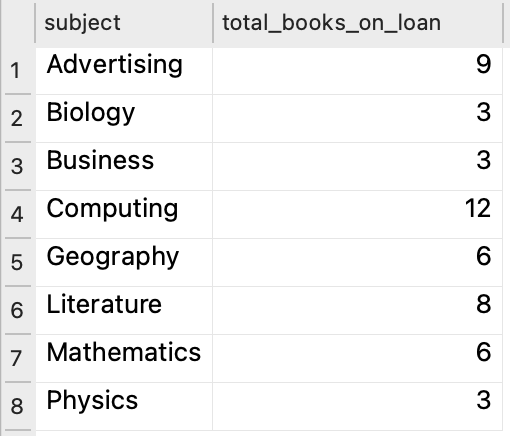 subject total_books_on_loan
1 Advertising 9
2 Biology 3
3 Business 3
4 Computing 12
5 Geography 6
6 Literature 8
7 Mathematics 6
8 Physics 3